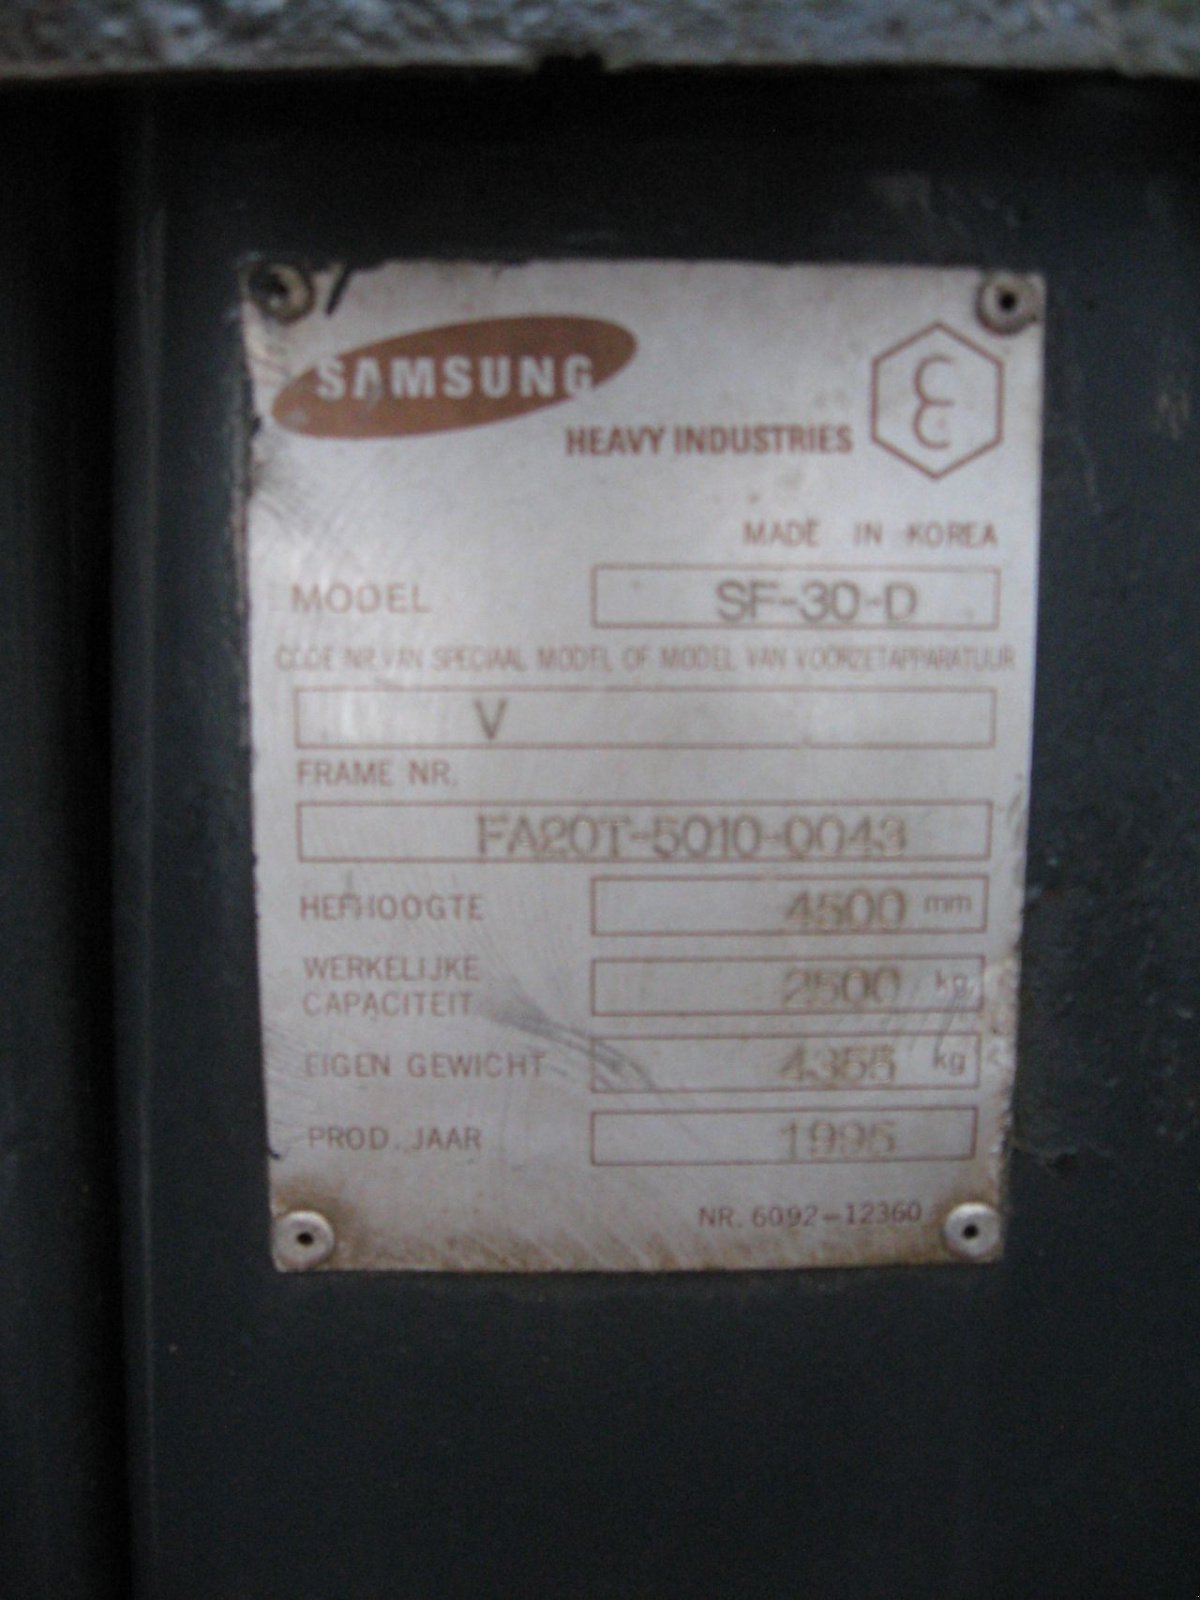 SAMSUNG
HEAVY INDUSTRIES
MADE IN KOREA
MODEL SF-30-D
CODE NR.VAN SPECIAAL MODEL OF MODEL VAN VOORZETAPPARATUUR
V
FRAME NR.
FA20T-5010-0043
HEFHOOGTE 4500 mm
WERKELIJKE
CAPACITEIT 2500 kg
EIGEN GEWICHT 4355 kg
PROD. JAAR 1995
NR. 6092-12360